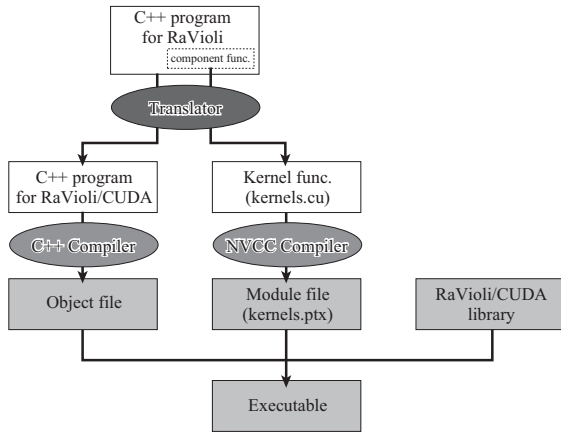 C++ program
for RaVioli
component func.
Translator
C++ program
for RaVioli/CUDA
Kernel func.
(kernels.cu)
C++ Compiler
NVCC Compiler
Object file
Module file
(kernels.ptx)
RaVioli/CUDA
library
Executable